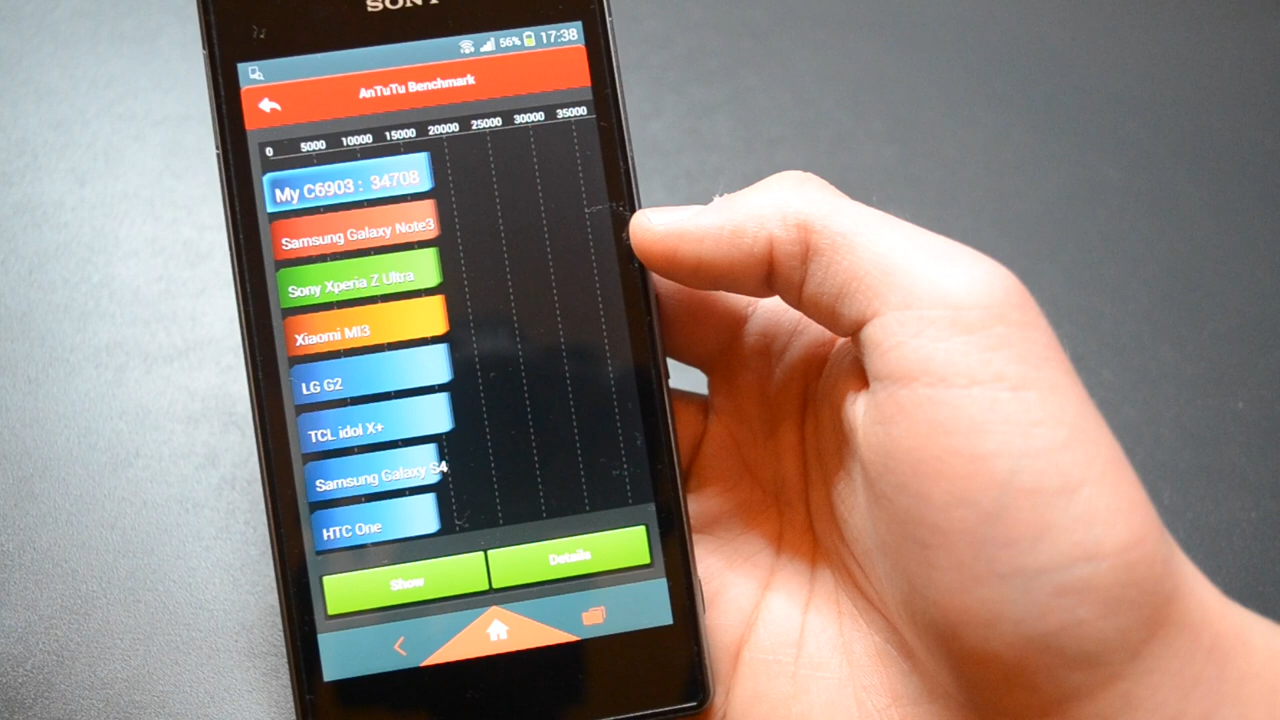 SONY
56% 17:38
AnTuTu Benchmark
0 5000 10000 15000 20000 25000 30000 35000
My C6903 : 34708
Samsung Galaxy Note3
Sony Xperia Z Ultra
Xiaomi MI3
LG G2
TCL idol X+
Samsung Galaxy S4
HTC One
Show Details